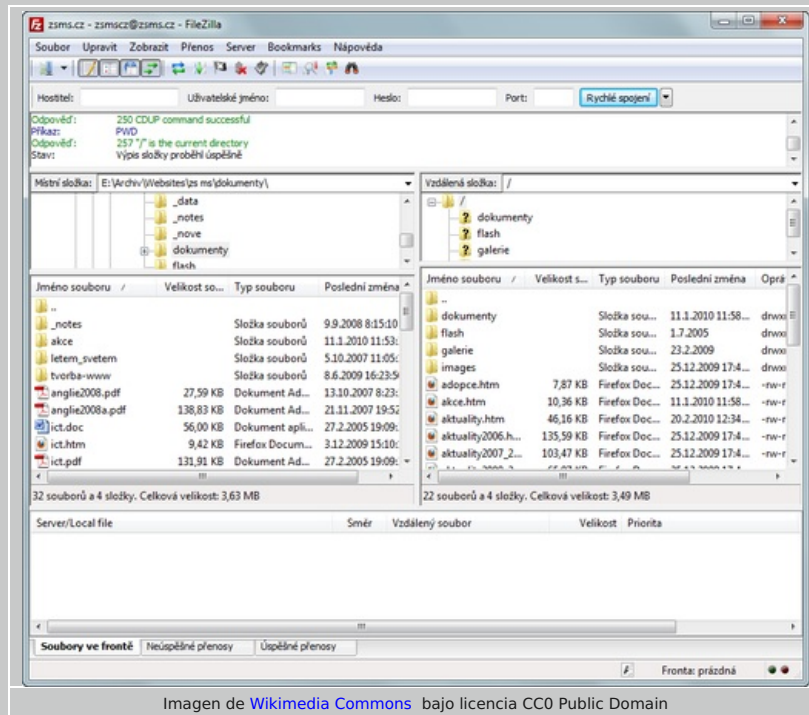 zsms.cz - zsmscz@zsms.cz - FileZilla
Soubor Upravit Zobrazit Přenos Server Bookmarks Nápověda
Hostitel: Uživatelské jméno: Heslo: Port: Rychlé spojení
Odpověď: 250 CDUP command successful
Příkaz: PWD
Odpověď: 257 "/" is the current directory
Stav: Výpis složky proběhl úspěšně
Místní složka: E:\Archiv\Websites\zs ms\dokumenty\
_data
_notes
_nove
dokumenty
flash
Jméno souboru / Velikost so... Typ souboru Poslední změna
..
_notes Složka souborů 9.9.2008 8:15:10
akce Složka souborů 11.1.2010 11:53:
letem_svetem Složka souborů 5.10.2007 11:05:
tvorba-www Složka souborů 8.6.2009 16:23:5
anglie2008.pdf 27,59 KB Dokument Ad... 13.10.2007 8:23:
anglie2008a.pdf 138,83 KB Dokument Ad... 21.11.2007 19:52
ict.doc 56,00 KB Dokument apli... 27.2.2005 19:09:
ict.htm 9,42 KB Firefox Docum... 3.12.2009 15:10:
ict.pdf 131,91 KB Dokument Ad... 27.2.2005 19:09:
32 souborů a 4 složky. Celková velikost: 3,63 MB
Vzdálená složka: /
/
? dokumenty
? flash
? galerie
Jméno souboru / Velikost s... Typ souboru Poslední změna Oprá
..
dokumenty Složka sou... 11.1.2010 11:58... drwx
flash Složka sou... 1.7.2005 drwx
galerie Složka sou... 23.2.2009 drwx
images Složka sou... 25.12.2009 17:4... drwx
adopce.htm 7,87 KB Firefox Doc... 25.12.2009 17:4... -rw-r
akce.htm 10,36 KB Firefox Doc... 11.1.2010 11:58... -rw-r
aktuality.htm 46,16 KB Firefox Doc... 20.2.2010 12:34... -rw-r
aktuality2006.h... 135,59 KB Firefox Doc... 25.12.2009 17:4... -rw-r
aktuality2007_2... 103,47 KB Firefox Doc... 25.12.2009 17:4... -rw-r
22 souborů a 4 složky. Celková velikost: 3,49 MB
Server/Local file Směr Vzdálený soubor Velikost Priorita
Soubory ve frontě Neúspěšné přenosy Úspěšné přenosy
Fronta: prázdná
Imagen de Wikimedia Commons bajo licencia CC0 Public Domain